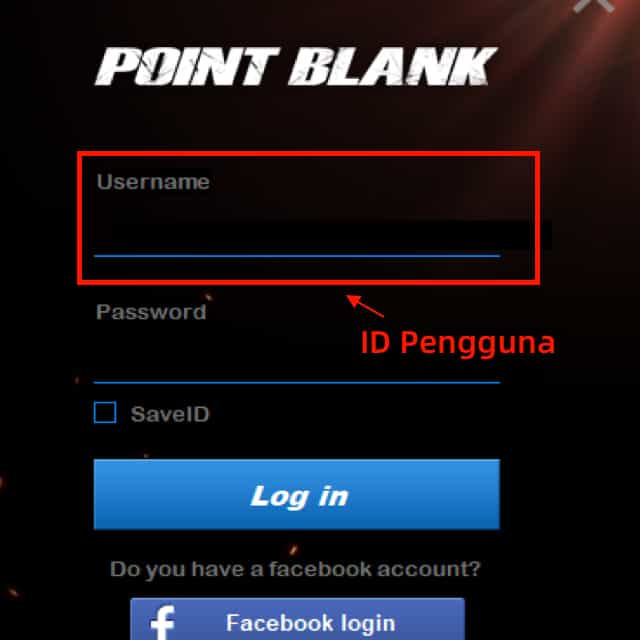 POINT BLANK
Username
Password
ID Pengguna
SaveID
Log in
Do you have a facebook account?
f
Facebook login